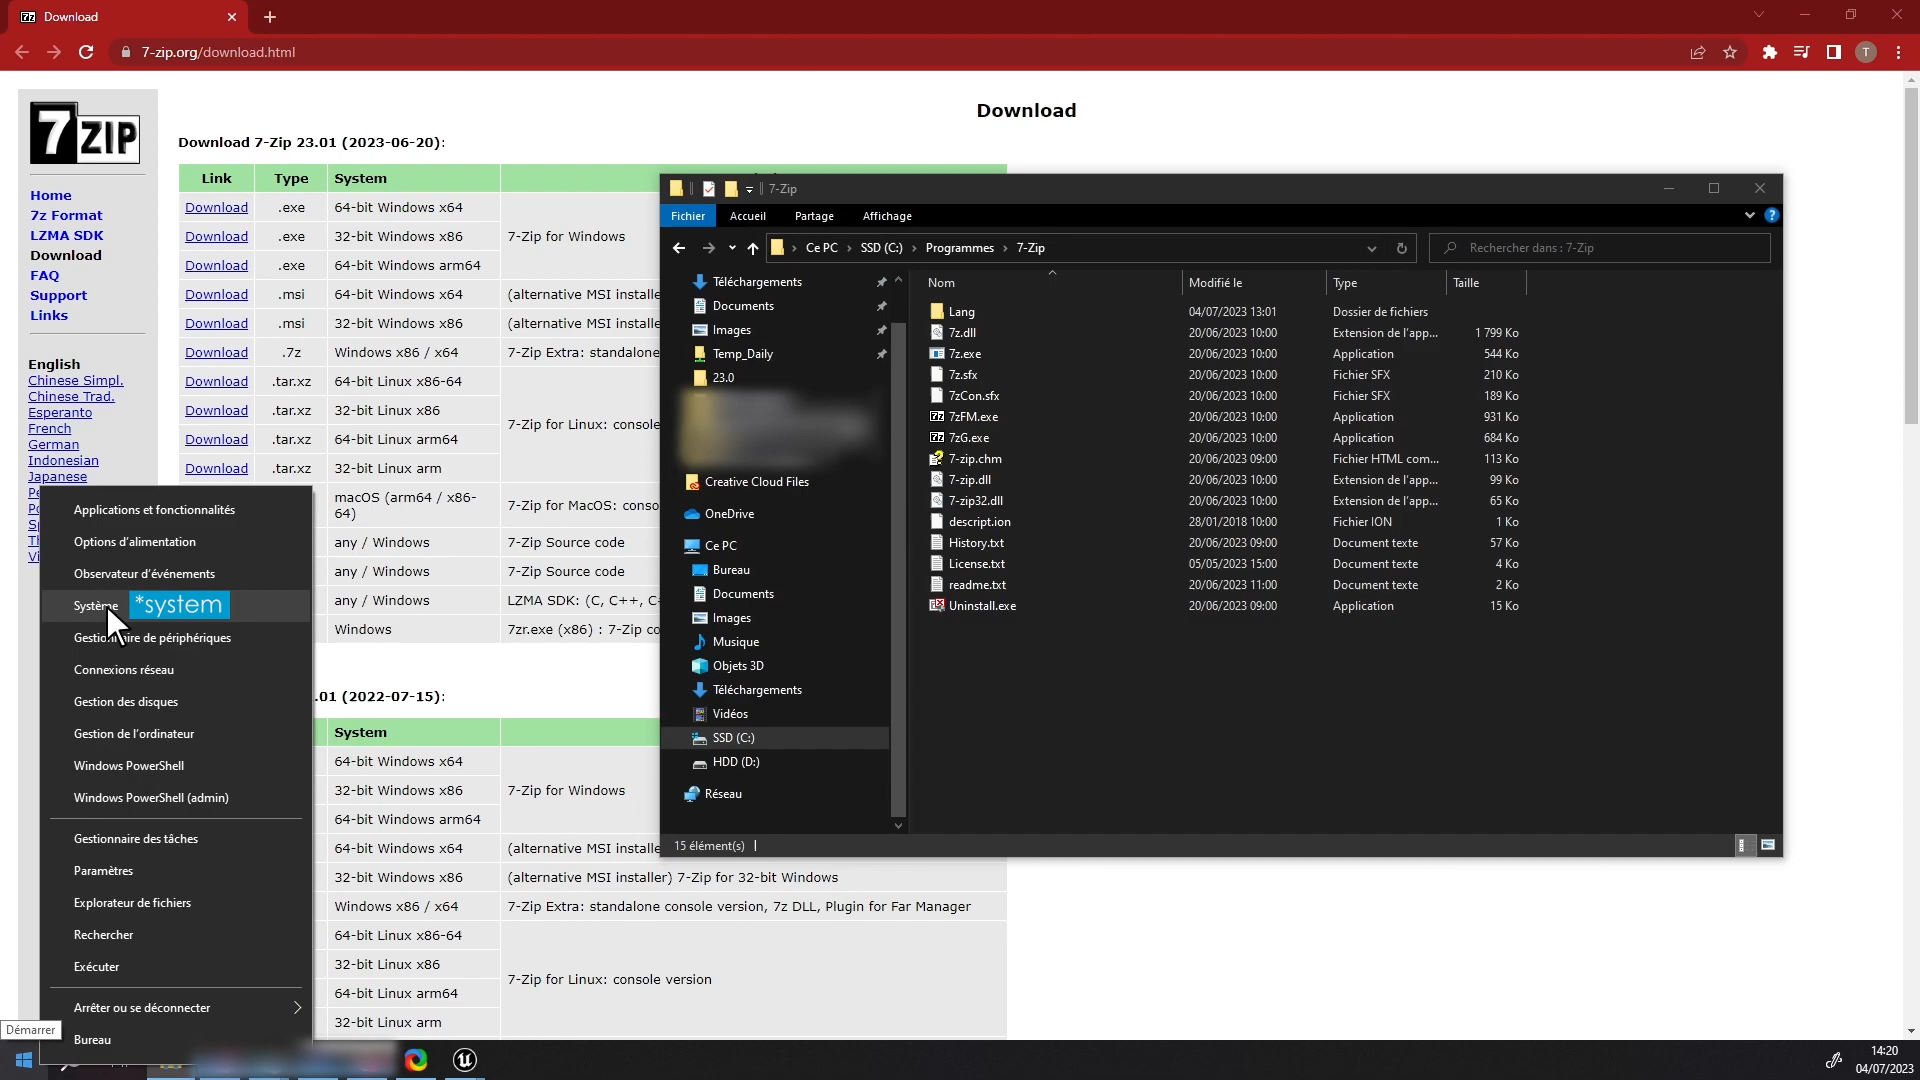 Download
7-zip.org/download.html
T
7ZIP
Home
7z Format
LZMA SDK
Download
FAQ
Support
Links
English
Chinese Simpl.
Chinese Trad.
Esperanto
French
German
Indonesian
Japanese
Download
Download 7-Zip 23.01 (2023-06-20):
Link Type System
Download .exe 64-bit Windows x64
Download .exe 32-bit Windows x86 7-Zip for Windows
Download .exe 64-bit Windows arm64
Download .msi 64-bit Windows x64 (alternative MSI installe
Download .msi 32-bit Windows x86 (alternative MSI installe
Download .7z Windows x86 / x64 7-Zip Extra: standalone
Download .tar.xz 64-bit Linux x86-64
Download .tar.xz 32-bit Linux x86
7-Zip for Linux: console
Download .tar.xz 64-bit Linux arm64
Download .tar.xz 32-bit Linux arm
macOS (arm64 / x86-
64)
7-Zip for MacOS: conso
any / Windows 7-Zip Source code
any / Windows 7-Zip Source code
any / Windows LZMA SDK: (C, C++, C
Windows 7zr.exe (x86) : 7-Zip co
.01 (2022-07-15):
System
64-bit Windows x64
32-bit Windows x86 7-Zip for Windows
64-bit Windows arm64
64-bit Windows x64 (alternative MSI installe
32-bit Windows x86 (alternative MSI installer) 7-Zip for 32-bit Windows
Windows x86 / x64 7-Zip Extra: standalone console version, 7z DLL, Plugin for Far Manager
64-bit Linux x86-64
32-bit Linux x86
7-Zip for Linux: console version
64-bit Linux arm64
32-bit Linux arm
Applications et fonctionnalités
Options d'alimentation
Observateur d'événements
Système *system
Gestionnaire de périphériques
Connexions réseau
Gestion des disques
Gestion de l'ordinateur
Windows PowerShell
Windows PowerShell (admin)
Gestionnaire des tâches
Paramètres
Explorateur de fichiers
Rechercher
Exécuter
Arrêter ou se déconnecter
Bureau
Démarrer
7-Zip
Fichier Accueil Partage Affichage
Ce PC SSD (C:) Programmes 7-Zip
Rechercher dans : 7-Zip
Téléchargements
Documents
Images
Temp_Daily
23.0
Creative Cloud Files
OneDrive
Ce PC
Bureau
Documents
Images
Musique
Objets 3D
Téléchargements
Vidéos
SSD (C:)
HDD (D:)
Réseau
Nom Modifié le Type Taille
Lang 04/07/2023 13:01 Dossier de fichiers
7z.dll 20/06/2023 10:00 Extension de l'app... 1 799 Ko
7z.exe 20/06/2023 10:00 Application 544 Ko
7z.sfx 20/06/2023 10:00 Fichier SFX 210 Ko
7zCon.sfx 20/06/2023 10:00 Fichier SFX 189 Ko
7zFM.exe 20/06/2023 10:00 Application 931 Ko
7zG.exe 20/06/2023 10:00 Application 684 Ko
7-zip.chm 20/06/2023 09:00 Fichier HTML com... 113 Ko
7-zip.dll 20/06/2023 10:00 Extension de l'app... 99 Ko
7-zip32.dll 20/06/2023 10:00 Extension de l'app... 65 Ko
descript.ion 28/01/2018 10:00 Fichier ION 1 Ko
History.txt 20/06/2023 09:00 Document texte 57 Ko
License.txt 05/05/2023 15:00 Document texte 4 Ko
readme.txt 20/06/2023 11:00 Document texte 2 Ko
Uninstall.exe 20/06/2023 09:00 Application 15 Ko
15 élément(s)
14:20
04/07/2023